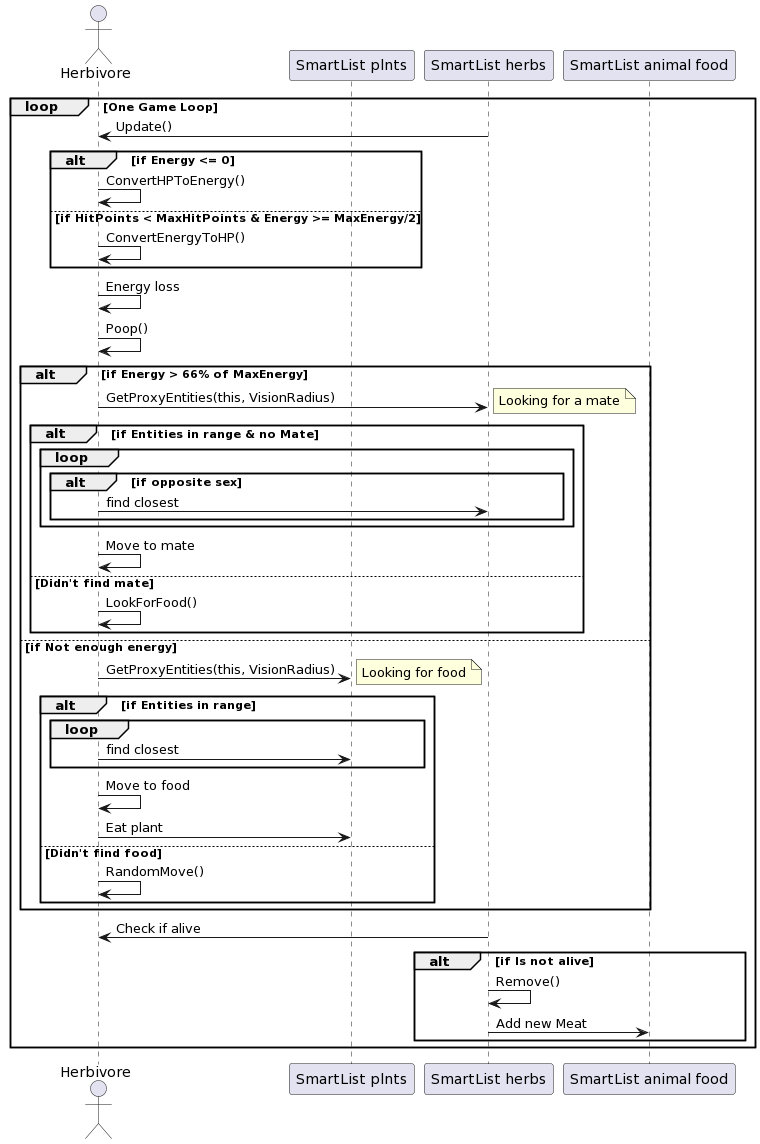 Herbivore
SmartList plnts
SmartList herbs
SmartList animal food
loop
[One Game Loop]
Update()
alt
[if Energy <= 0]
ConvertHPToEnergy()
[if HitPoints < MaxHitPoints & Energy >= MaxEnergy/2]
ConvertEnergyToHP()
Energy loss
Poop()
alt
[if Energy > 66% of MaxEnergy]
GetProxyEntities(this, VisionRadius)
Looking for a mate
alt
[if Entities in range & no Mate]
loop
alt
[if opposite sex]
find closest
Move to mate
[Didn't find mate]
LookForFood()
[if Not enough energy]
GetProxyEntities(this, VisionRadius)
Looking for food
alt
[if Entities in range]
loop
find closest
Move to food
Eat plant
[Didn't find food]
RandomMove()
Check if alive
alt
[if Is not alive]
Remove()
Add new Meat
Herbivore
SmartList plnts
SmartList herbs
SmartList animal food